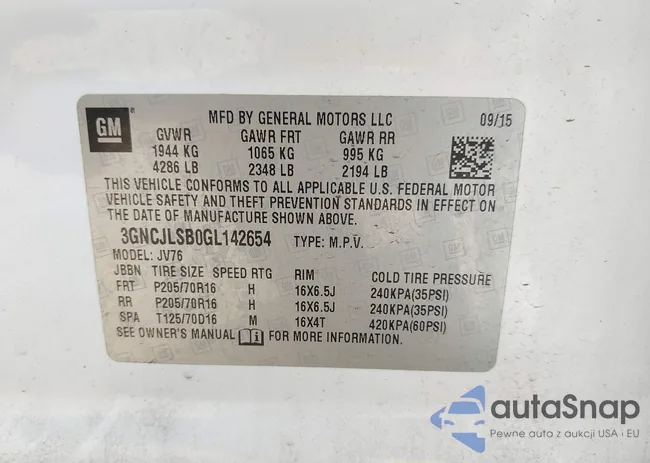 GM
MFD BY GENERAL MOTORS LLC 09/15
GVWR GAWR FRT GAWR RR
1944 KG 1065 KG 995 KG
4286 LB 2348 LB 2194 LB
THIS VEHICLE CONFORMS TO ALL APPLICABLE U.S. FEDERAL MOTOR
VEHICLE SAFETY AND THEFT PREVENTION STANDARDS IN EFFECT ON
THE DATE OF MANUFACTURE SHOWN ABOVE.
3GNCJLSB0GL142654 TYPE: M.P.V.
MODEL: JV76
JBBN TIRE SIZE SPEED RTG RIM COLD TIRE PRESSURE
FRT P205/70R16 H 16X6.5J 240KPA(35PSI)
RR P205/70R16 H 16X6.5J 240KPA(35PSI)
SPA T125/70D16 M 16X4T 420KPA(60PSI)
SEE OWNER'S MANUAL FOR MORE INFORMATION.
autaSnap
Pewne auta z aukcji USA i EU